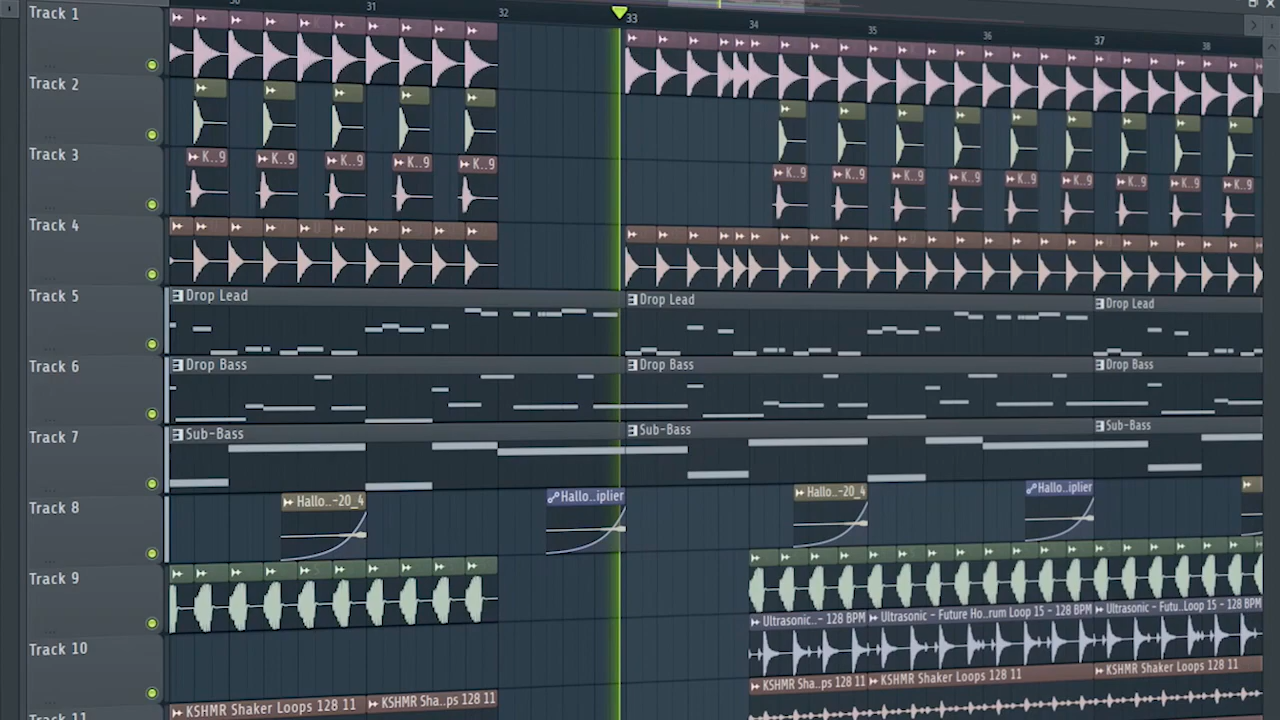 30 31 32 33 34 35 36 37 38
Track 1
Track 2
Track 3
K..9 K..9 K..9 K..9 K..9 K..9 K..9 K..9 K..9 K..9 K..9 K..9 K..9 K..9
Track 4
Track 5
Drop Lead Drop Lead Drop Lead
Track 6
Drop Bass Drop Bass Drop Bass
Track 7
Sub-Bass Sub-Bass Sub-Bass
Track 8
Hallo..-20_4 Hallo..iplier Hallo..-20_4 Hallo..iplier
Track 9
Ultrasonic..- 128 BPM Ultrasonic - Future Ho..rum Loop 15 - 128 BPM Ultrasonic - Futu..Loop 15 - 128 BPM
Track 10
KSHMR Sha..ps 128 11 KSHMR Shaker Loops 128 11 KSHMR Shaker Loops 128 11
Track 11
KSHMR Shaker Loops 128 11 KSHMR Sha..ps 128 11